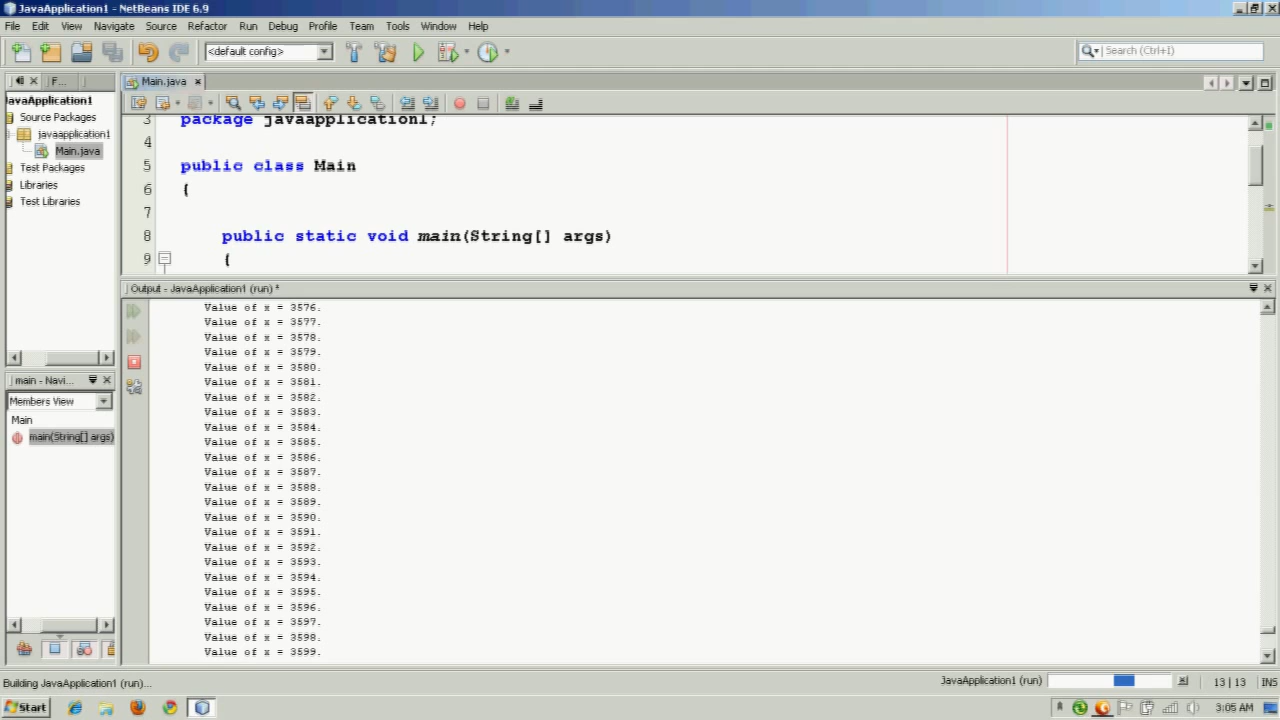 JavaApplication1 - NetBeans IDE 6.9
File Edit View Navigate Source Refactor Run Debug Profile Team Tools Window Help
<default config>
Search (Ctrl+I)
F...
Main.java
JavaApplication1
Source Packages
javaapplication1
Main.java
Test Packages
Libraries
Test Libraries
3 package javaapplication1;
4
5 public class Main
6 {
7
8 public static void main(String[] args)
9 {
Output - JavaApplication1 (run) *
Value of x = 3576.
Value of x = 3577.
Value of x = 3578.
Value of x = 3579.
Value of x = 3580.
Value of x = 3581.
Value of x = 3582.
Value of x = 3583.
Value of x = 3584.
Value of x = 3585.
Value of x = 3586.
Value of x = 3587.
Value of x = 3588.
Value of x = 3589.
Value of x = 3590.
Value of x = 3591.
Value of x = 3592.
Value of x = 3593.
Value of x = 3594.
Value of x = 3595.
Value of x = 3596.
Value of x = 3597.
Value of x = 3598.
Value of x = 3599.
main - Navi...
Members View
Main
main(String[] args)
Building JavaApplication1 (run)...
JavaApplication1 (run)
13 | 13
INS
Start
3:05 AM